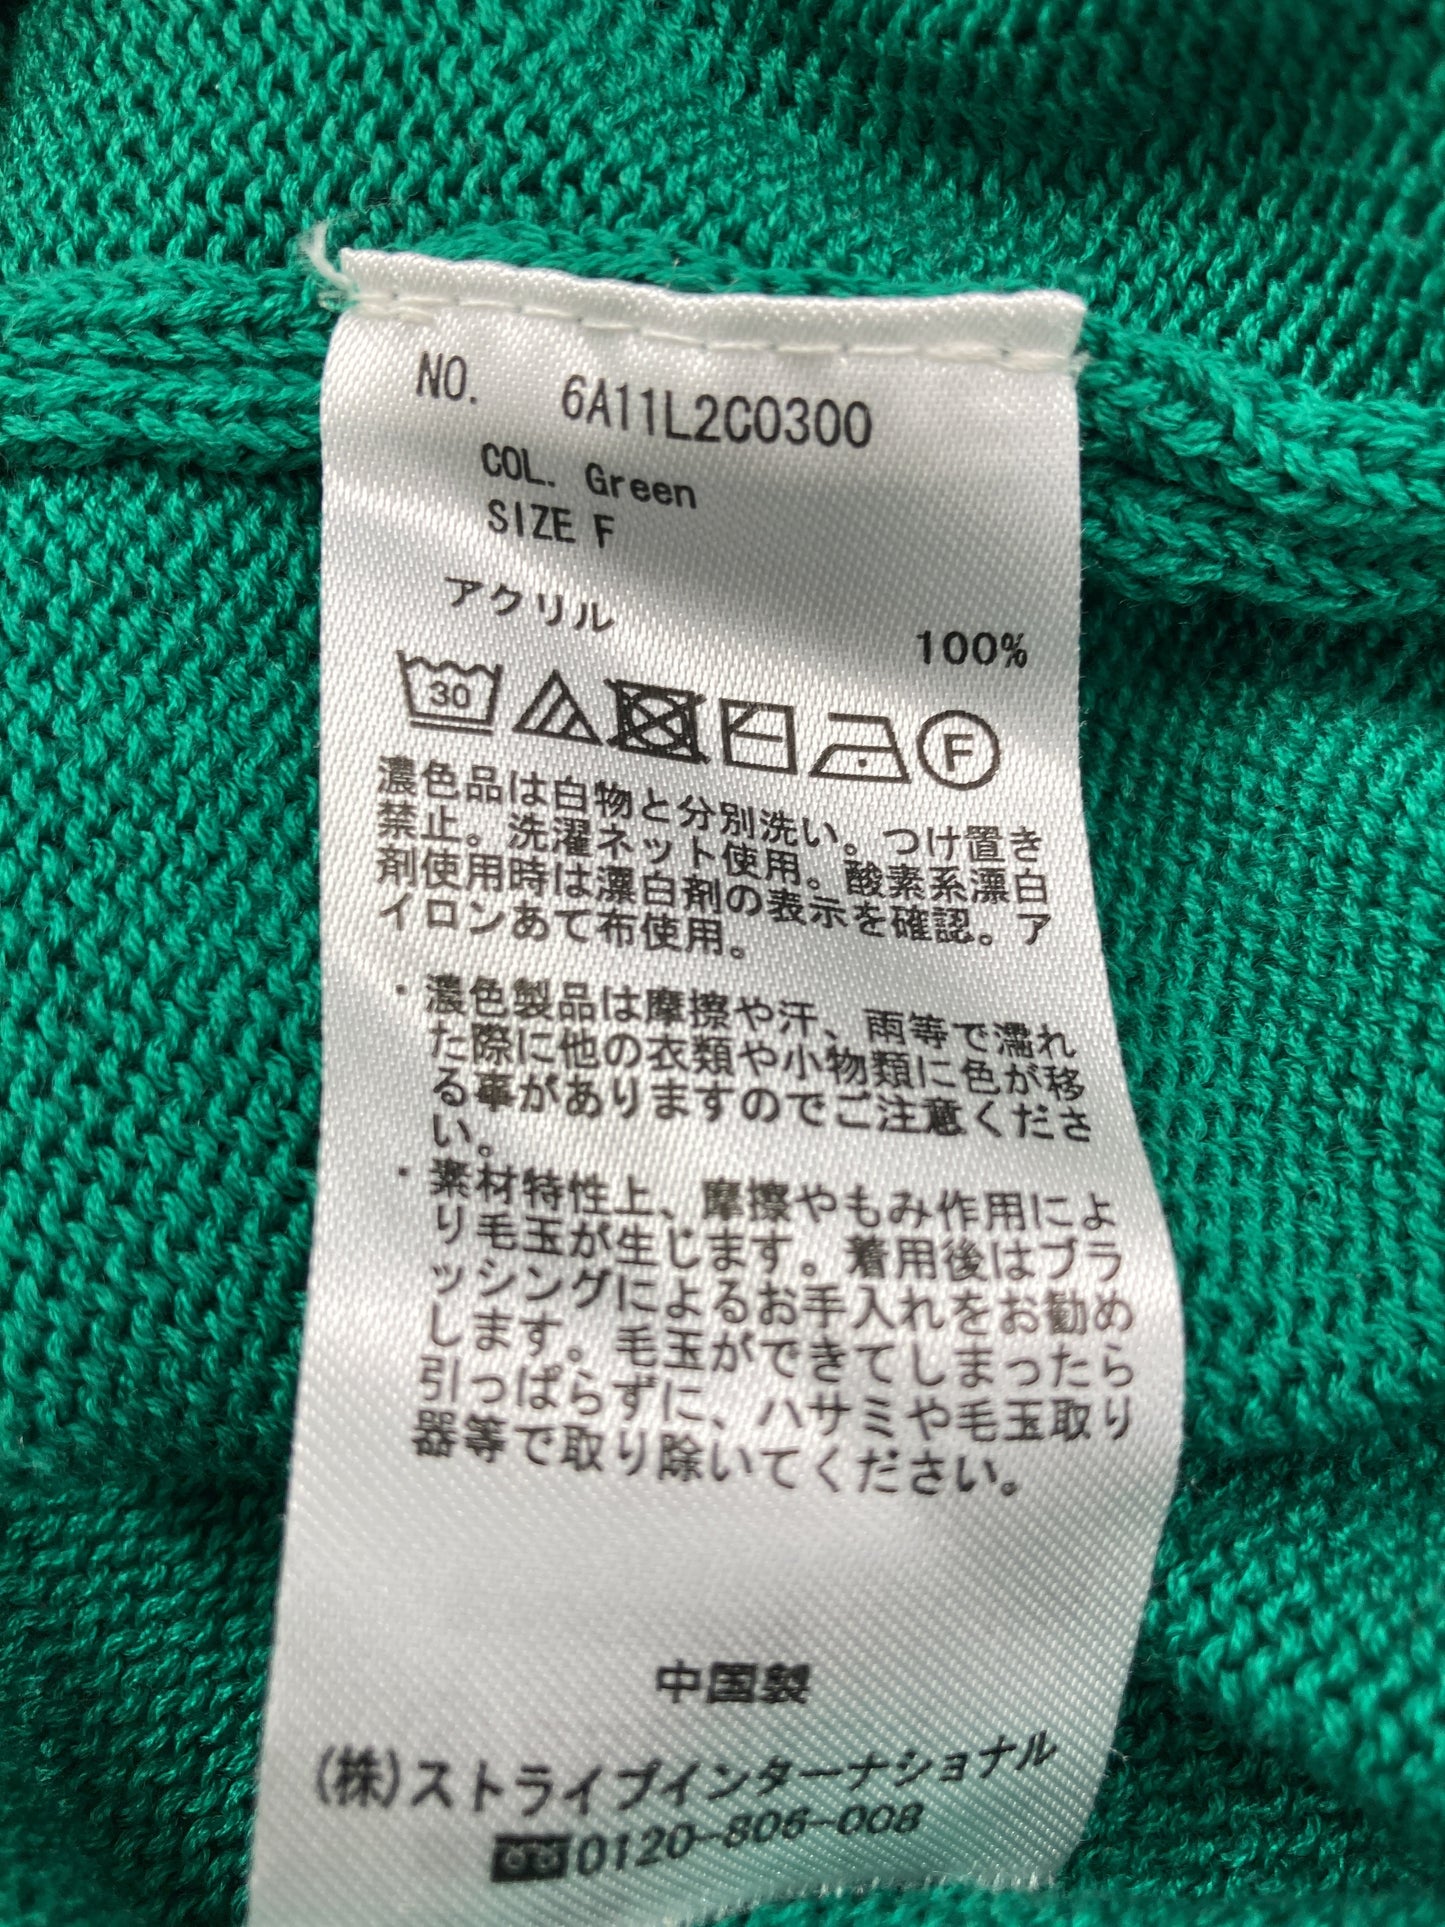 NO. 6A11L2C0300
COL. Green
SIZE F
アクリル 100%
30 F
濃色品は白物と分別洗い。つけ置き
禁止。洗濯ネット使用。酸素系漂白
剤使用時は漂白剤の表示を確認。ア
イロンあて布使用。
・濃色製品は摩擦や汗、雨等で濡れ
た際に他の衣類や小物類に色が移
る事がありますのでご注意くださ
い。
・素材特性上、摩擦やもみ作用によ
り毛玉が生じます。着用後はブラ
ッシングによるお手入れをお勧め
します。毛玉ができてしまったら
引っぱらずに、ハサミや毛玉取り
器等で取り除いてください。
中国製
(株)ストライプインターナショナル
0120-806-008